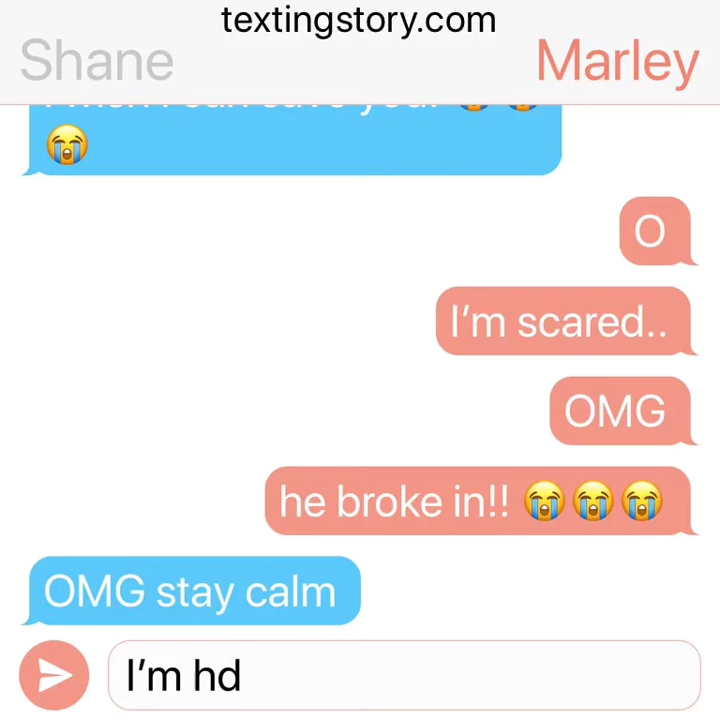 textingstory.com
Shane Marley
😭
O
I'm scared..
OMG
he broke in!! 😭😭😭
OMG stay calm
I'm hd